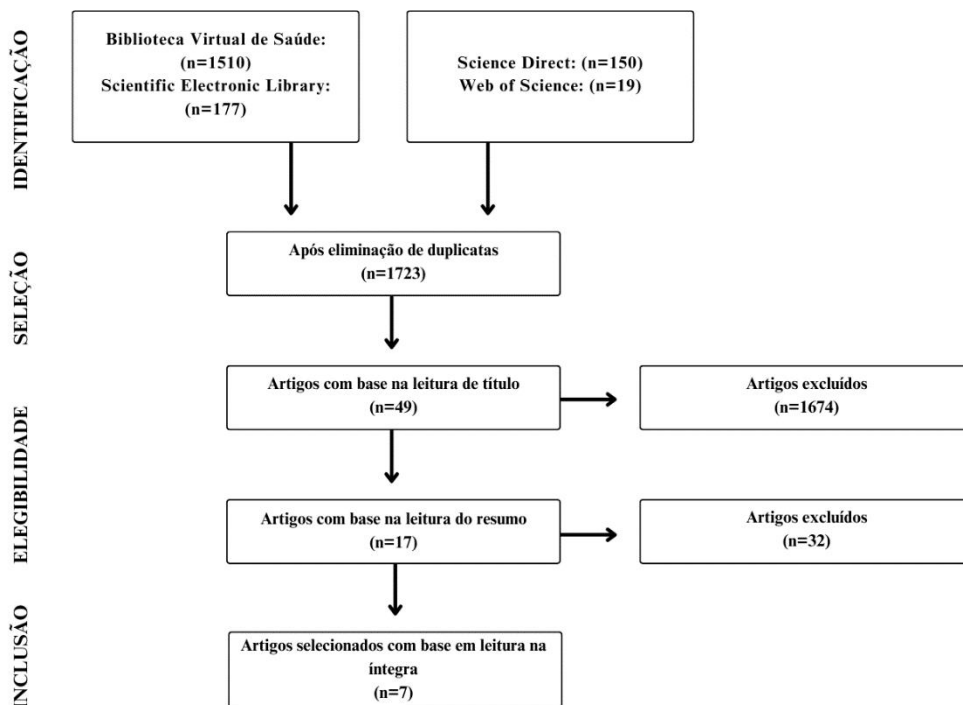 IDENTIFICAÇÃO
Biblioteca Virtual de Saúde:
(n=1510)
Scientific Electronic Library:
(n=177)
Science Direct: (n=150)
Web of Science: (n=19)
SELEÇÃO
Após eliminação de duplicatas
(n=1723)
ELEGIBILIDADE
Artigos com base na leitura de título
(n=49)
Artigos excluídos
(n=1674)
Artigos com base na leitura do resumo
(n=17)
Artigos excluídos
(n=32)
INCLUSÃO
Artigos selecionados com base em leitura na
íntegra
(n=7)